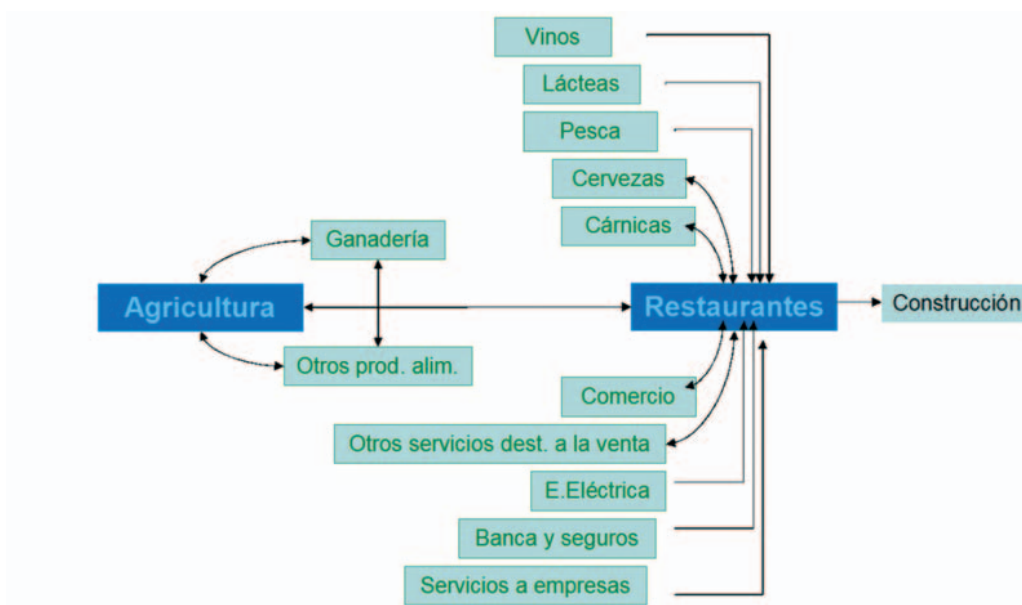 Vinos
Lácteas
Pesca
Cervezas
Cárnicas
Ganadería
Agricultura
Restaurantes
Construcción
Otros prod. alim.
Comercio
Otros servicios dest. a la venta
E.Eléctrica
Banca y seguros
Servicios a empresas